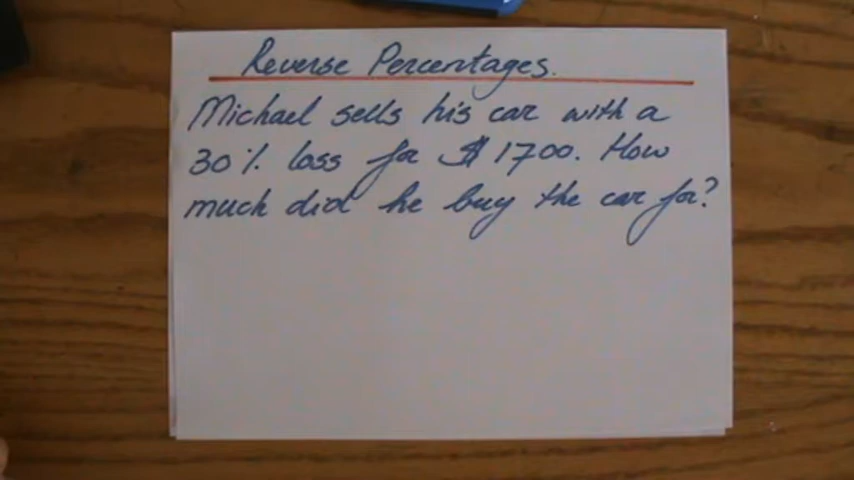 Reverse Percentages.
Michael sells his car with a
30% loss for $1700. How
much did he buy the car for?